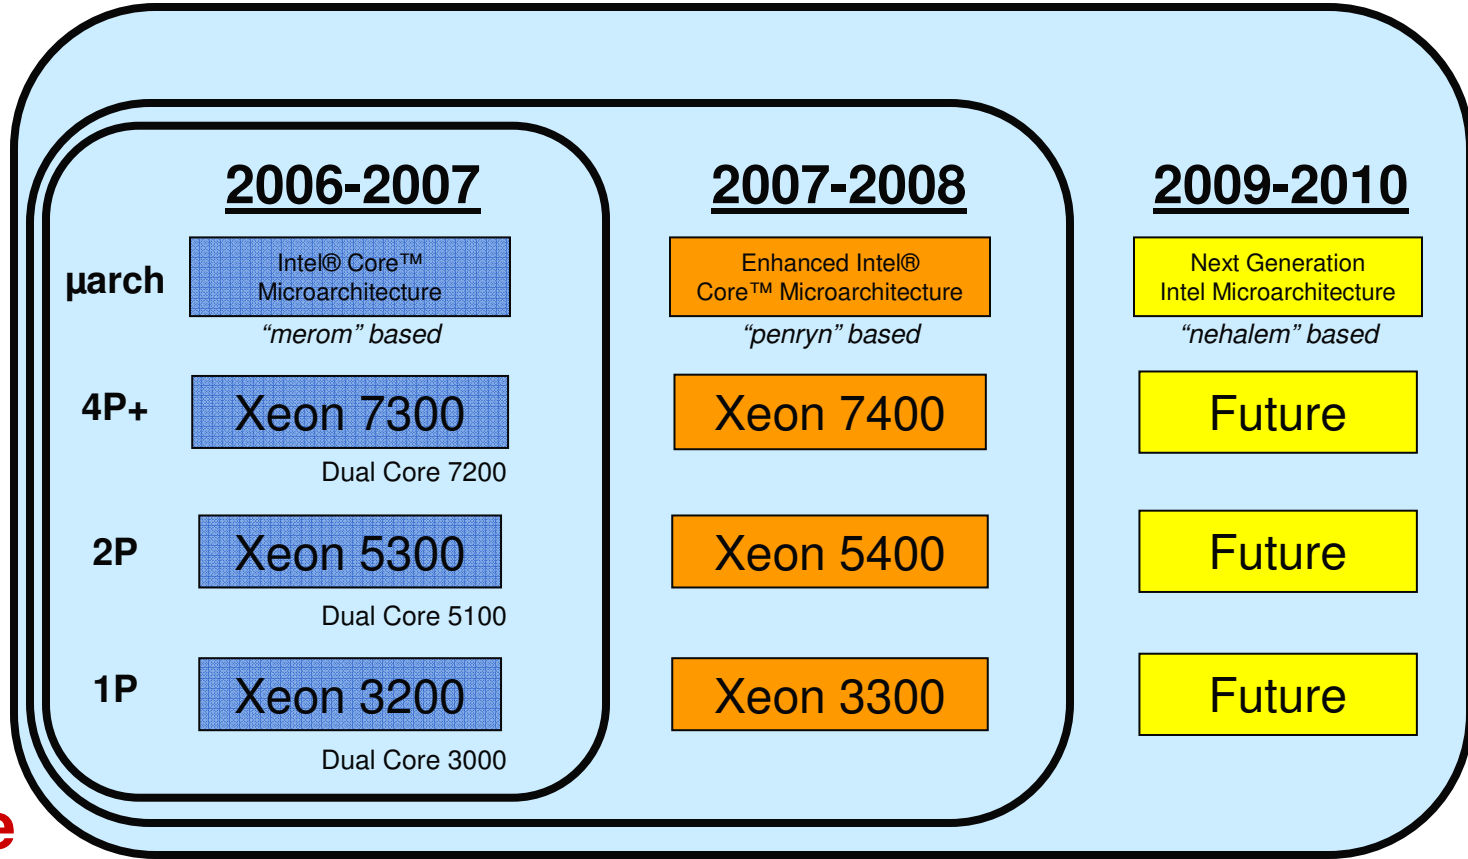 2006-2007 2007-2008 2009-2010
µarch
Intel® Core™
Microarchitecture
Enhanced Intel®
Core™ Microarchitecture
Next Generation
Intel Microarchitecture
“merom” based “penryn” based “nehalem” based
4P+ Xeon 7300 Xeon 7400 Future
Dual Core 7200
2P Xeon 5300 Xeon 5400 Future
Dual Core 5100
1P Xeon 3200 Xeon 3300 Future
Dual Core 3000
e